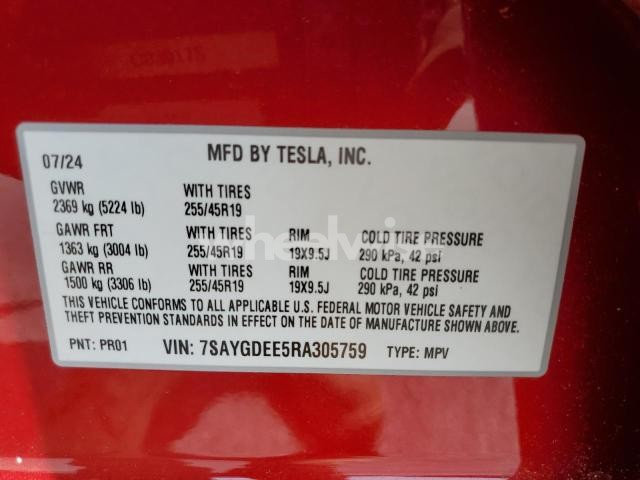 07/24 MFD BY TESLA, INC.
GVWR WITH TIRES
2369 kg (5224 lb) 255/45R19
GAWR FRT WITH TIRES RIM COLD TIRE PRESSURE
1363 kg (3004 lb) 255/45R19 19X9.5J 290 kPa, 42 psi
GAWR RR WITH TIRES RIM COLD TIRE PRESSURE
1500 kg (3306 lb) 255/45R19 19X9.5J 290 kPa, 42 psi
THIS VEHICLE CONFORMS TO ALL APPLICABLE U.S. FEDERAL MOTOR VEHICLE SAFETY AND
THEFT PREVENTION STANDARDS IN EFFECT ON THE DATE OF MANUFACTURE SHOWN ABOVE.
PNT: PR01 VIN: 7SAYGDEE5RA305759 TYPE: MPV